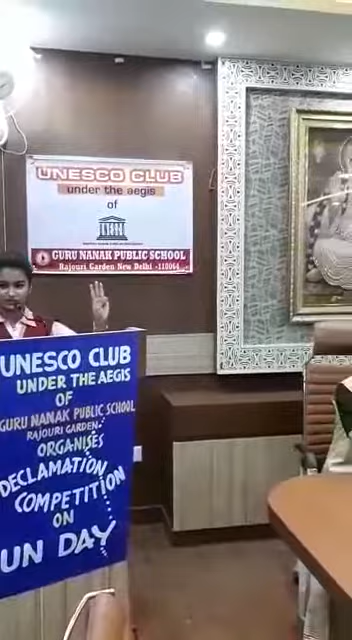 UNESCO CLUB
under the aegis
of
GURU NANAK PUBLIC SCHOOL
RAJOURI GARDEN NEW DELHI -110027
UNESCO CLUB
UNDER THE AEGIS
OF
GURU NANAK PUBLIC SCHOOL
RAJOURI GARDEN
ORGANISES
DECLAMATION
COMPETITION
ON
UN DAY